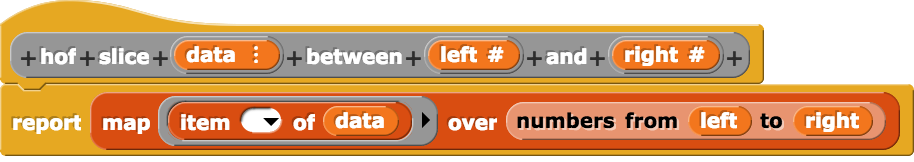 +hof+slice+ data ⋮ +between+ left # +and+ right # +
report map item of data over numbers from left to right